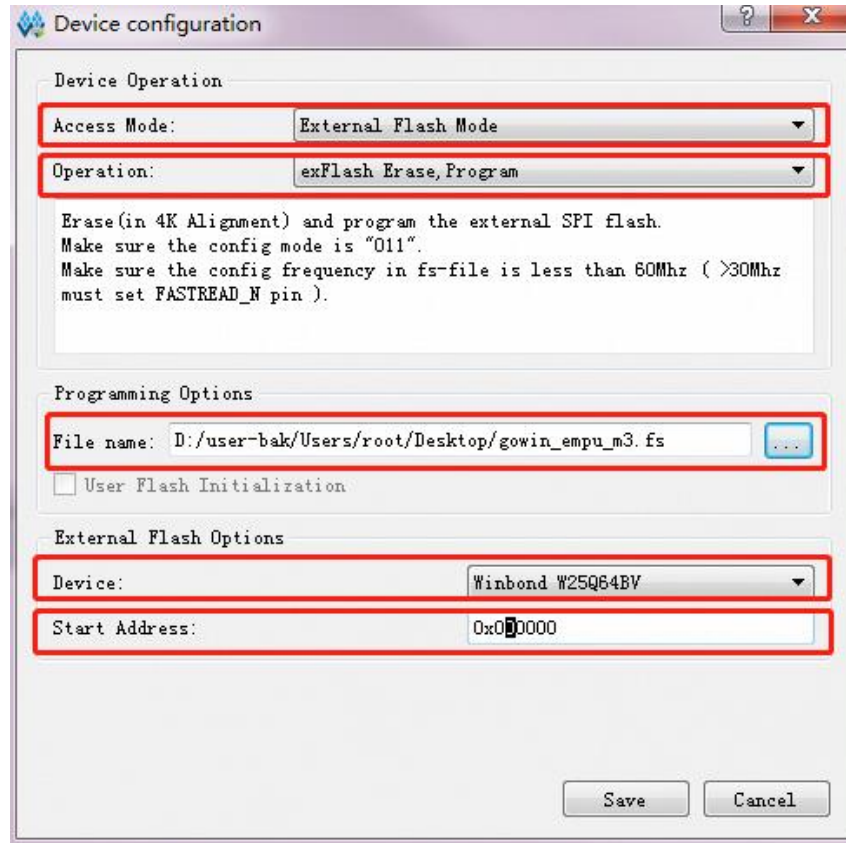 Device configuration
?
Device Operation
Access Mode: External Flash Mode
Operation: exFlash Erase,Program
Erase(in 4K Alignment) and program the external SPI flash.
Make sure the config mode is "011".
Make sure the config frequency in fs-file is less than 60Mhz ( >30Mhz
must set FASTREAD_N pin ).
Programming Options
File name: D:/user-bak/Users/root/Desktop/gowin_empu_m3.fs ...
User Flash Initialization
External Flash Options
Device: Winbond W25Q64BV
Start Address: 0x000000
Save Cancel